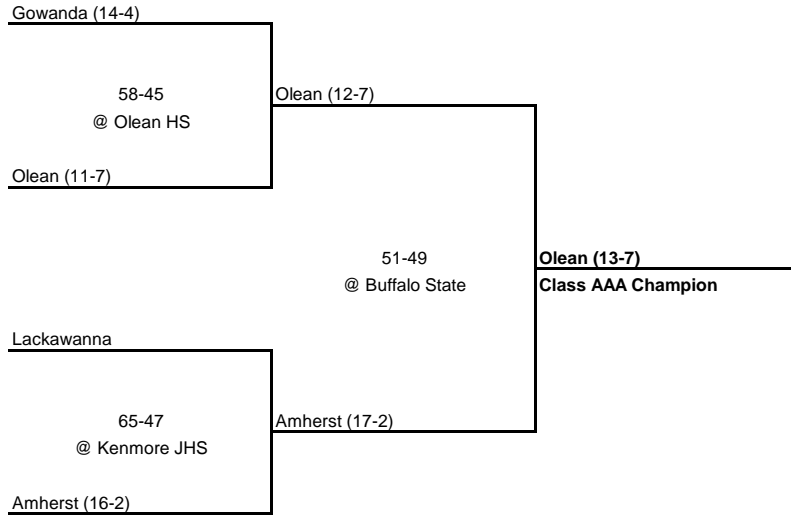 Gowanda (14-4)
58-45
@ Olean HS
Olean (12-7)
Olean (11-7)
51-49
@ Buffalo State
Olean (13-7)
Class AAA Champion
Lackawanna
65-47
@ Kenmore JHS
Amherst (17-2)
Amherst (16-2)